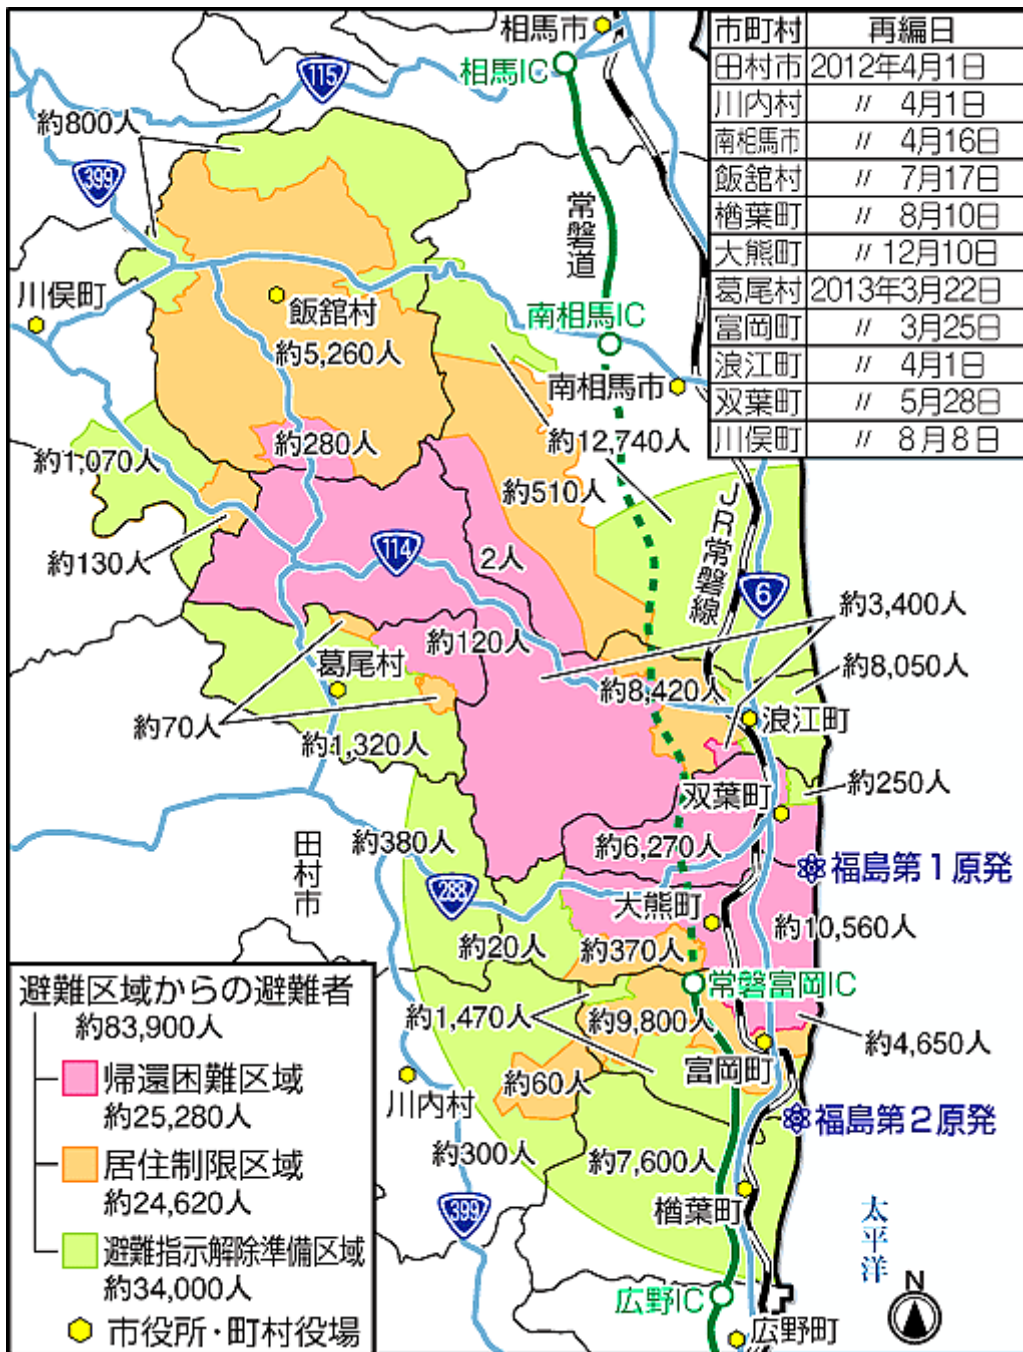 市町村 再編日
田村市 2012年4月1日
川内村 〃 4月1日
南相馬市 〃 4月16日
飯舘村 〃 7月17日
楢葉町 〃 8月10日
大熊町 〃 12月10日
葛尾村 2013年3月22日
富岡町 〃 3月25日
浪江町 〃 4月1日
双葉町 〃 5月28日
川俣町 〃 8月8日
相馬市
相馬IC
115
約800人
399
常磐道
川俣町
飯舘村
南相馬IC
約5,260人
南相馬市
約280人
約12,740人
約1,070人
約510人
JR常磐線
114
2人
約130人
6
約3,400人
約120人
葛尾村
約8,050人
約8,420人
約70人
浪江町
約1,320人
双葉町
約250人
田村市
約380人
約6,270人
福島第1原発
288
大熊町
約10,560人
約20人
約370人
常磐富岡IC
約1,470人
約9,800人
約4,650人
富岡町
約60人
川内村
福島第2原発
約300人
約7,600人
399
楢葉町
太平洋
N
広野IC
広野町
避難区域からの避難者
約83,900人
帰還困難区域
約25,280人
居住制限区域
約24,620人
避難指示解除準備区域
約34,000人
市役所・町村役場